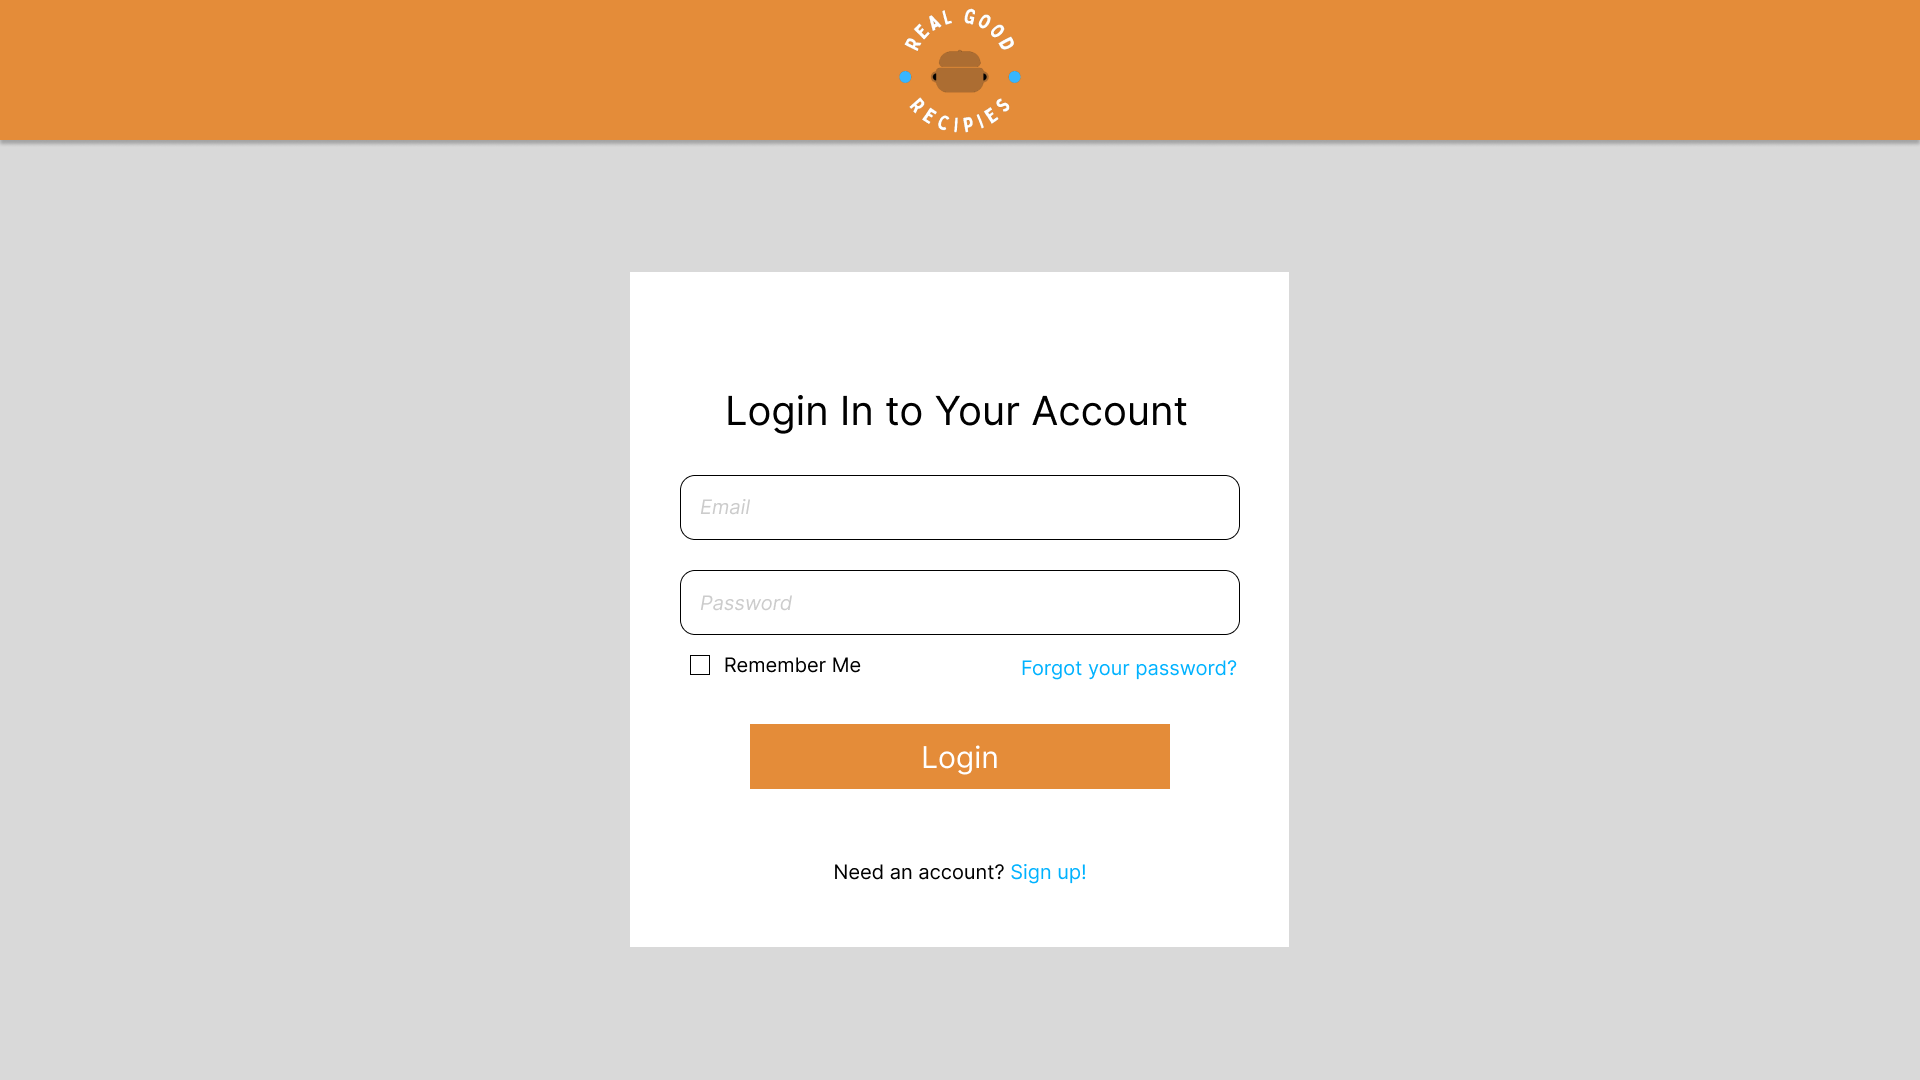 REAL GOOD
RECIPIES
Login In to Your Account
Email
Password
Remember Me
Forgot your password?
Login
Need an account? Sign up!